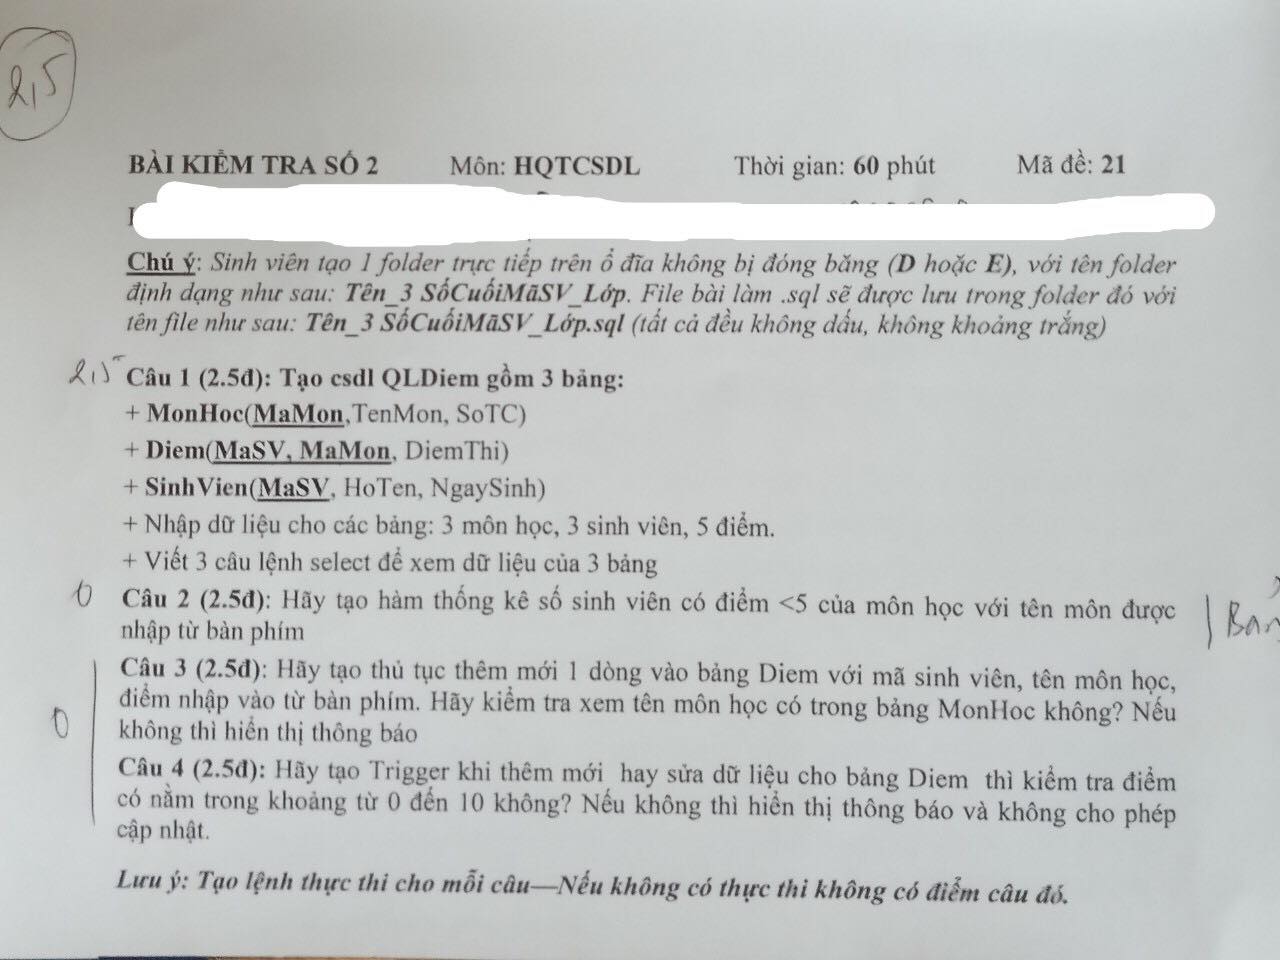 2,5
BÀI KIỂM TRA SỐ 2 Môn: HQTCSDL Thời gian: 60 phút Mã đề: 21
Chú ý: Sinh viên tạo 1 folder trực tiếp trên ổ đĩa không bị đóng băng (D hoặc E), với tên folder
định dạng như sau: Tên_3 SốCuốiMãSV_Lớp. File bài làm .sql sẽ được lưu trong folder đó với
tên file như sau: Tên_3 SốCuốiMãSV_Lớp.sql (tất cả đều không dấu, không khoảng trắng)
2,5 Câu 1 (2.5đ): Tạo csdl QLDiem gồm 3 bảng:
+ MonHoc(MaMon,TenMon, SoTC)
+ Diem(MaSV, MaMon, DiemThi)
+ SinhVien(MaSV, HoTen, NgaySinh)
+ Nhập dữ liệu cho các bảng: 3 môn học, 3 sinh viên, 5 điểm.
+ Viết 3 câu lệnh select để xem dữ liệu của 3 bảng
0 Câu 2 (2.5đ): Hãy tạo hàm thống kê số sinh viên có điểm <5 của môn học với tên môn được
nhập từ bàn phím
Câu 3 (2.5đ): Hãy tạo thủ tục thêm mới 1 dòng vào bảng Diem với mã sinh viên, tên môn học,
điểm nhập vào từ bàn phím. Hãy kiểm tra xem tên môn học có trong bảng MonHoc không? Nếu
0 không thì hiển thị thông báo
Câu 4 (2.5đ): Hãy tạo Trigger khi thêm mới hay sửa dữ liệu cho bảng Diem thì kiểm tra điểm
có nằm trong khoảng từ 0 đến 10 không? Nếu không thì hiển thị thông báo và không cho phép
cập nhật.
Lưu ý: Tạo lệnh thực thi cho mỗi câu—Nếu không có thực thi không có điểm câu đó.